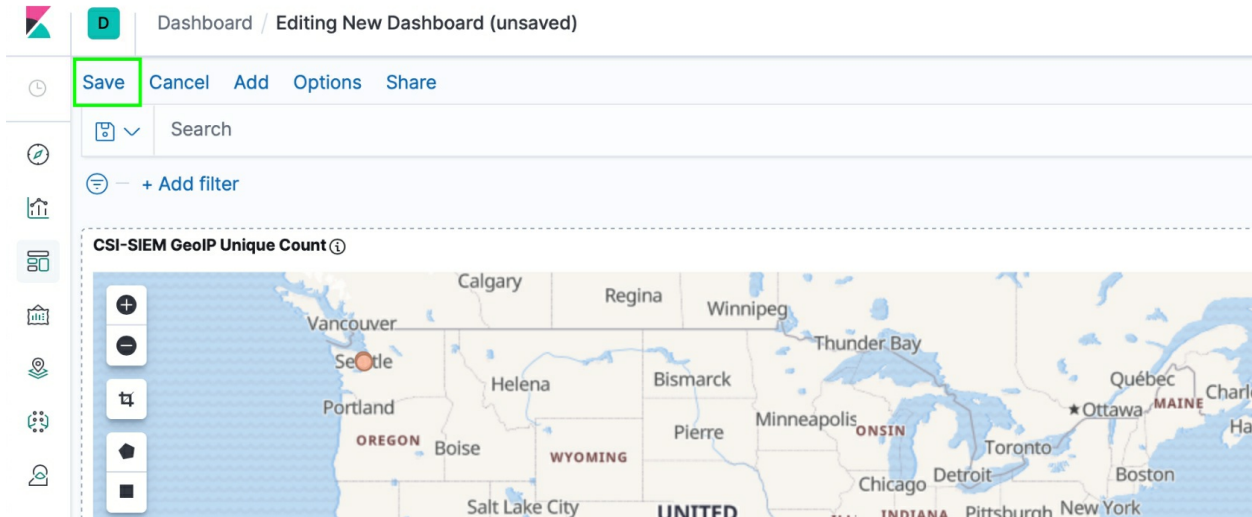 D Dashboard / Editing New Dashboard (unsaved)
Save Cancel Add Options Share
Search
+ Add filter
CSI-SIEM GeoIP Unique Count
Calgary
Regina
Winnipeg
Vancouver
Thunder Bay
Helena
Bismarck
Québec
Portland
Ottawa
MAINE
Minneapolis
OREGON
Boise
Pierre
ONSIN
WYOMING
Toronto
Chicago
Detroit
Boston
Salt Lake City
UNITED
INDIANA
Pittsburgh
New York